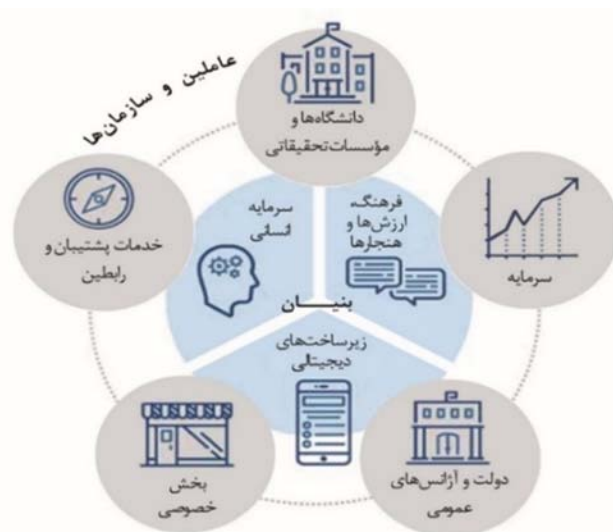 عاملین و سازمان‌ها
دانشگاه‌ها و
مؤسسات تحقیقاتی
خدمات پشتیبان و
رابطین
سرمایه
سرمایه
انسانی
فرهنگ،
ارزش‌ها و
هنجارها
بنیــــان
زیرساخت‌های
دیجیتالی
بخش
خصوصی
دولت و آژانس‌های
عمومی